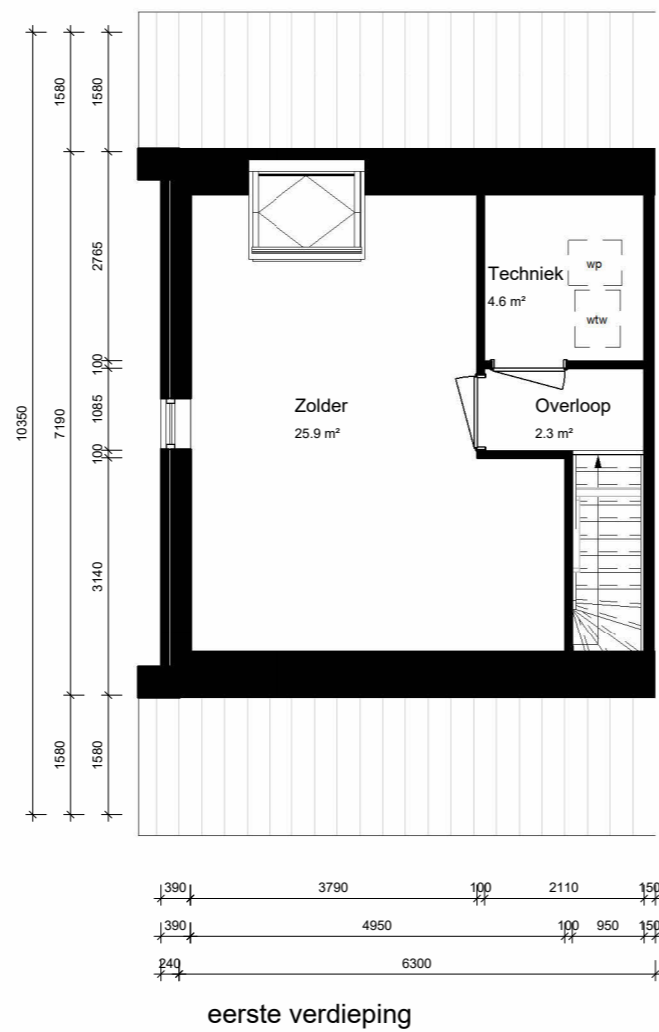 1580
1580
2765
100
10350
7190
1085
100
3140
1580
1580
Techniek
wp
4.6 m²
wtw
Zolder
25.9 m²
Overloop
2.3 m²
390 3790 100 2110 150
390 4950 100 950 150
240 6300
eerste verdieping